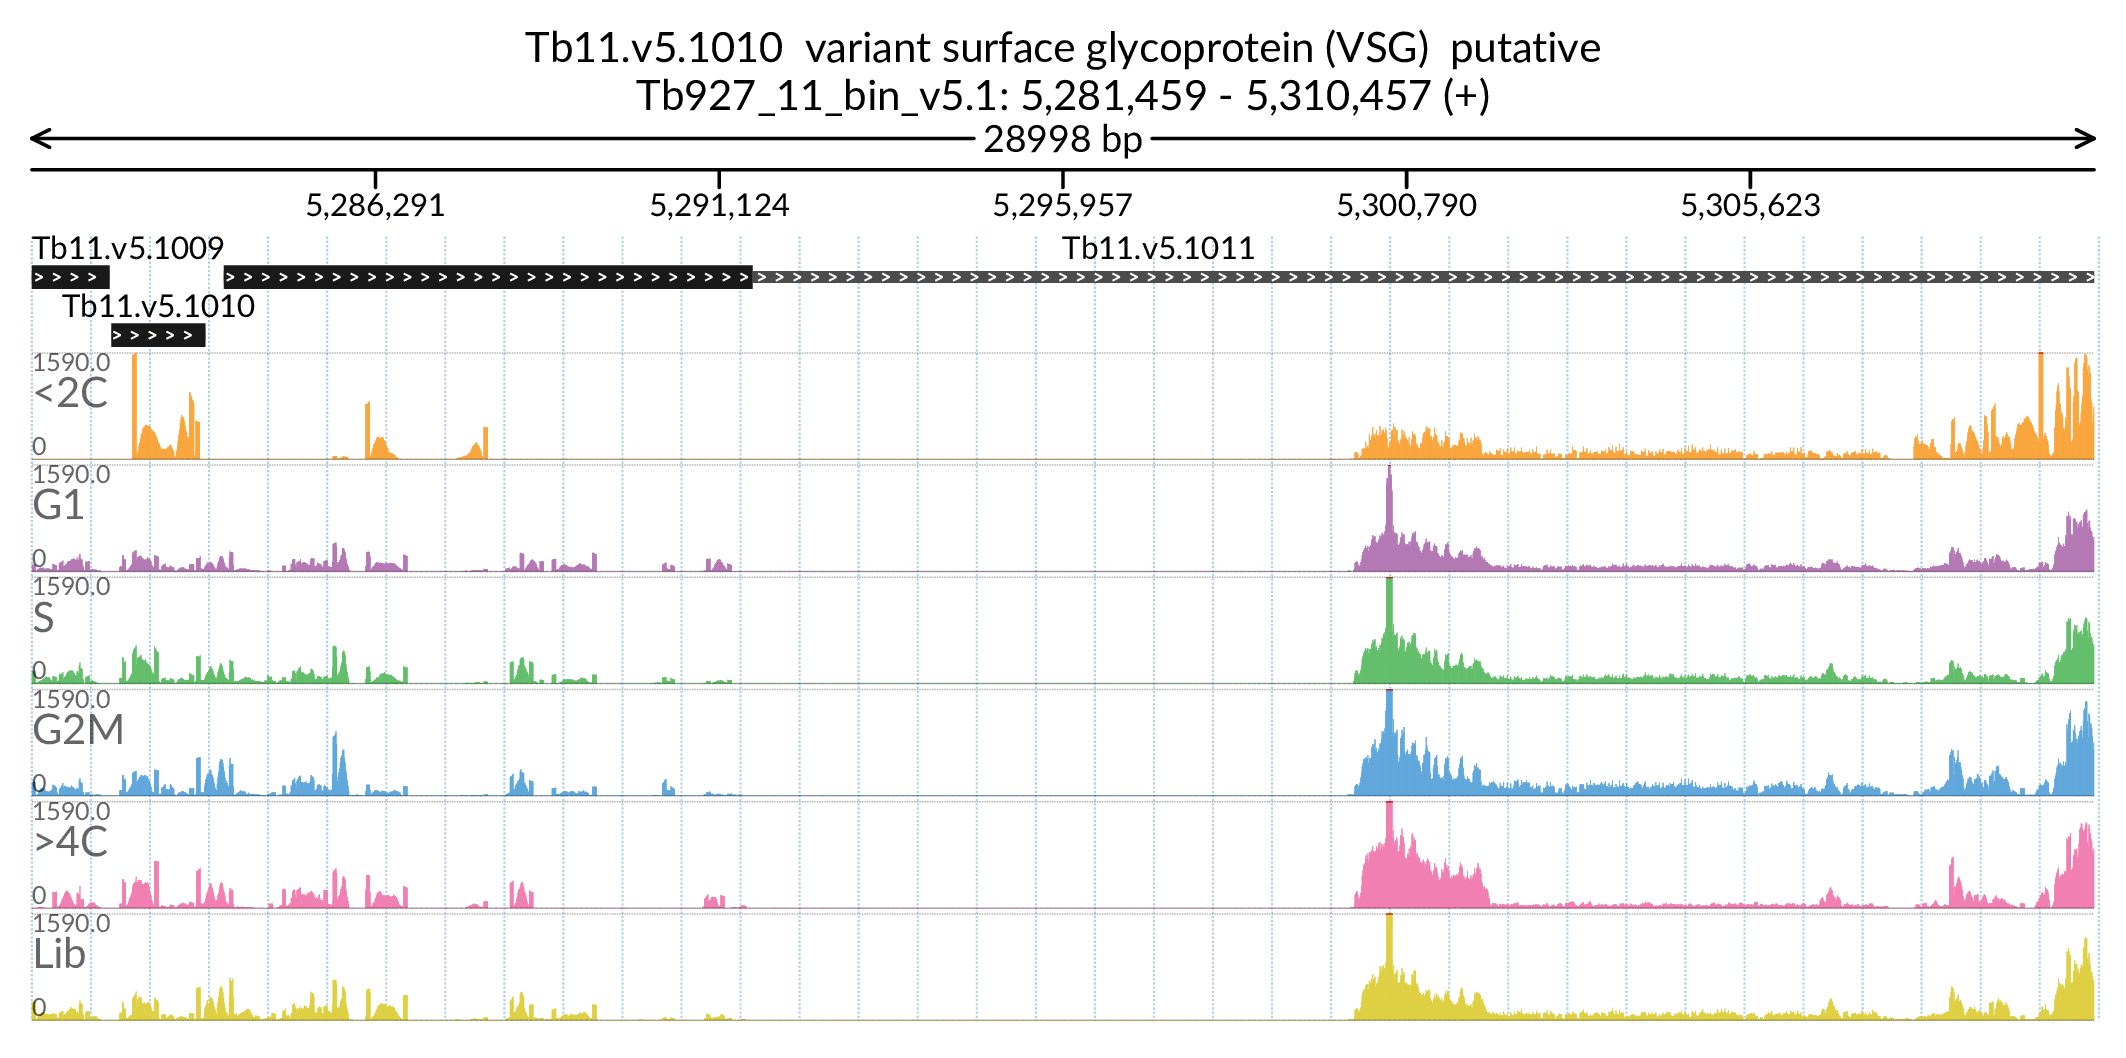 Tb11.v5.1010  variant surface glycoprotein (VSG)  putative
Tb927_11_bin_v5.1: 5,281,459 - 5,310,457 (+)
28998 bp
5,286,291 5,291,124 5,295,957 5,300,790 5,305,623
Tb11.v5.1009 Tb11.v5.1011
Tb11.v5.1010
1590.0
<2C
0
1590.0
G1
0
1590.0
S
0
1590.0
G2M
0
1590.0
>4C
0
1590.0
Lib
0